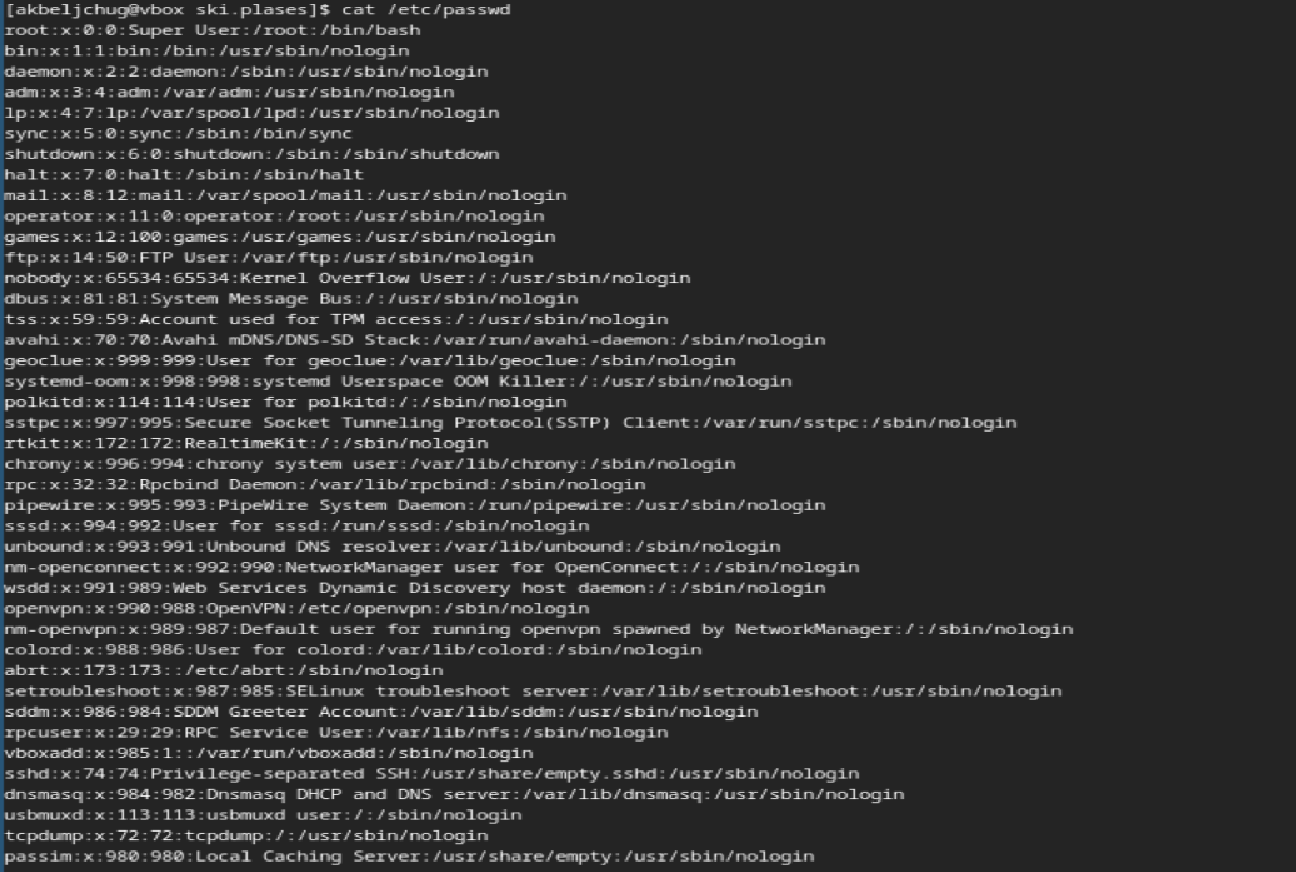 [akbeljchug@vbox ski.plases]$ cat /etc/passwd
root:x:0:0:Super User:/root:/bin/bash
bin:x:1:1:bin:/bin:/usr/sbin/nologin
daemon:x:2:2:daemon:/sbin:/usr/sbin/nologin
adm:x:3:4:adm:/var/adm:/usr/sbin/nologin
lp:x:4:7:lp:/var/spool/lpd:/usr/sbin/nologin
sync:x:5:0:sync:/sbin:/bin/sync
shutdown:x:6:0:shutdown:/sbin:/sbin/shutdown
halt:x:7:0:halt:/sbin:/sbin/halt
mail:x:8:12:mail:/var/spool/mail:/usr/sbin/nologin
operator:x:11:0:operator:/root:/usr/sbin/nologin
games:x:12:100:games:/usr/games:/usr/sbin/nologin
ftp:x:14:50:FTP User:/var/ftp:/usr/sbin/nologin
nobody:x:65534:65534:Kernel Overflow User:/:/usr/sbin/nologin
dbus:x:81:81:System Message Bus:/:/usr/sbin/nologin
tss:x:59:59:Account used for TPM access:/:/usr/sbin/nologin
avahi:x:70:70:Avahi mDNS/DNS-SD Stack:/var/run/avahi-daemon:/sbin/nologin
geoclue:x:999:999:User for geoclue:/var/lib/geoclue:/sbin/nologin
systemd-oom:x:998:998:systemd Userspace OOM Killer:/:/usr/sbin/nologin
polkitd:x:114:114:User for polkitd:/:/sbin/nologin
sstpc:x:997:995:Secure Socket Tunneling Protocol(SSTP) Client:/var/run/sstpc:/sbin/nologin
rtkit:x:172:172:RealtimeKit:/:/sbin/nologin
chrony:x:996:994:chrony system user:/var/lib/chrony:/sbin/nologin
rpc:x:32:32:Rpcbind Daemon:/var/lib/rpcbind:/sbin/nologin
pipewire:x:995:993:PipeWire System Daemon:/run/pipewire:/usr/sbin/nologin
sssd:x:994:992:User for sssd:/run/sssd:/sbin/nologin
unbound:x:993:991:Unbound DNS resolver:/var/lib/unbound:/sbin/nologin
nm-openconnect:x:992:990:NetworkManager user for OpenConnect:/:/sbin/nologin
wsdd:x:991:989:Web Services Dynamic Discovery host daemon:/:/sbin/nologin
openvpn:x:990:988:OpenVPN:/etc/openvpn:/sbin/nologin
nm-openvpn:x:989:987:Default user for running openvpn spawned by NetworkManager:/:/sbin/nologin
colord:x:988:986:User for colord:/var/lib/colord:/sbin/nologin
abrt:x:173:173::/etc/abrt:/sbin/nologin
setroubleshoot:x:987:985:SELinux troubleshoot server:/var/lib/setroubleshoot:/usr/sbin/nologin
sddm:x:986:984:SDDM Greeter Account:/var/lib/sddm:/usr/sbin/nologin
rpcuser:x:29:29:RPC Service User:/var/lib/nfs:/sbin/nologin
vboxadd:x:985:1::/var/run/vboxadd:/sbin/nologin
sshd:x:74:74:Privilege-separated SSH:/usr/share/empty.sshd:/usr/sbin/nologin
dnsmasq:x:984:982:Dnsmasq DHCP and DNS server:/var/lib/dnsmasq:/usr/sbin/nologin
usbmuxd:x:113:113:usbmuxd user:/:/sbin/nologin
tcpdump:x:72:72:tcpdump:/:/usr/sbin/nologin
passim:x:980:980:Local Caching Server:/usr/share/empty:/usr/sbin/nologin